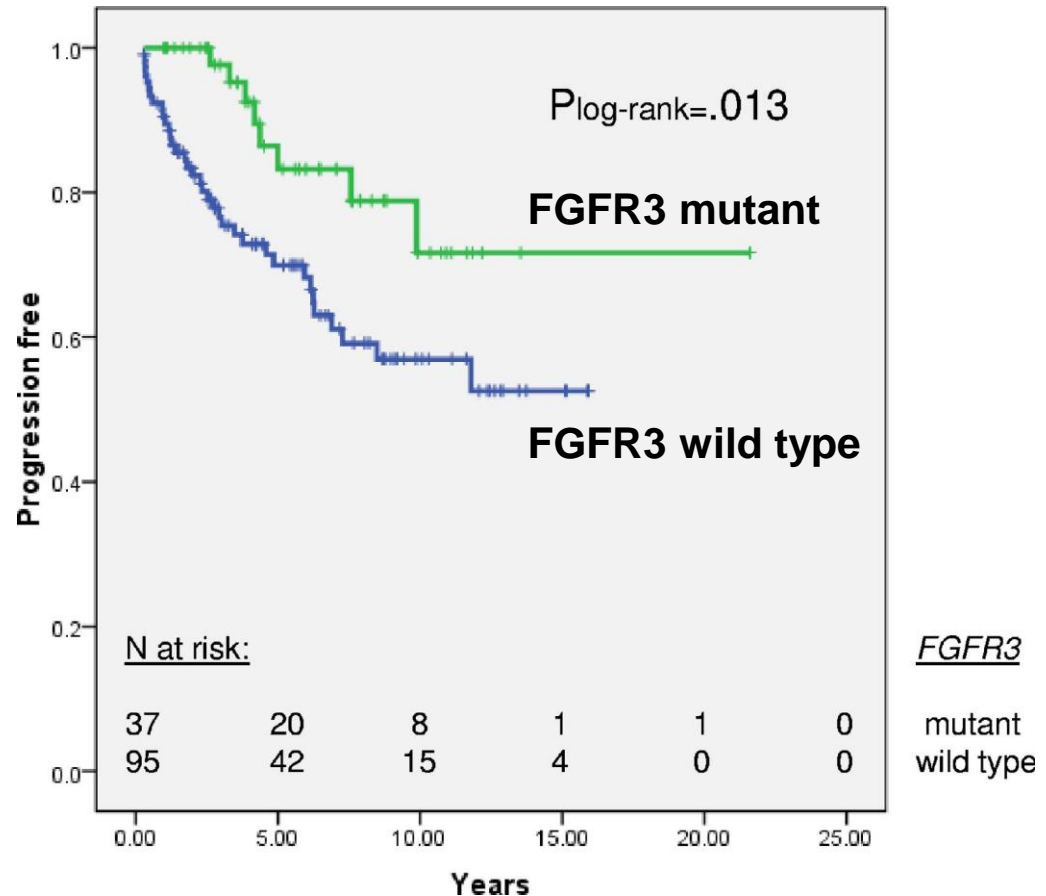 1.0
Plog-rank=.013
0.8
FGFR3 mutant
0.6
FGFR3 wild type
0.4
Progression free
0.2
N at risk:
FGFR3
37 20 8 1 1 0 mutant
95 42 15 4 0 0 wild type
0.0
0.00 5.00 10.00 15.00 20.00 25.00
Years